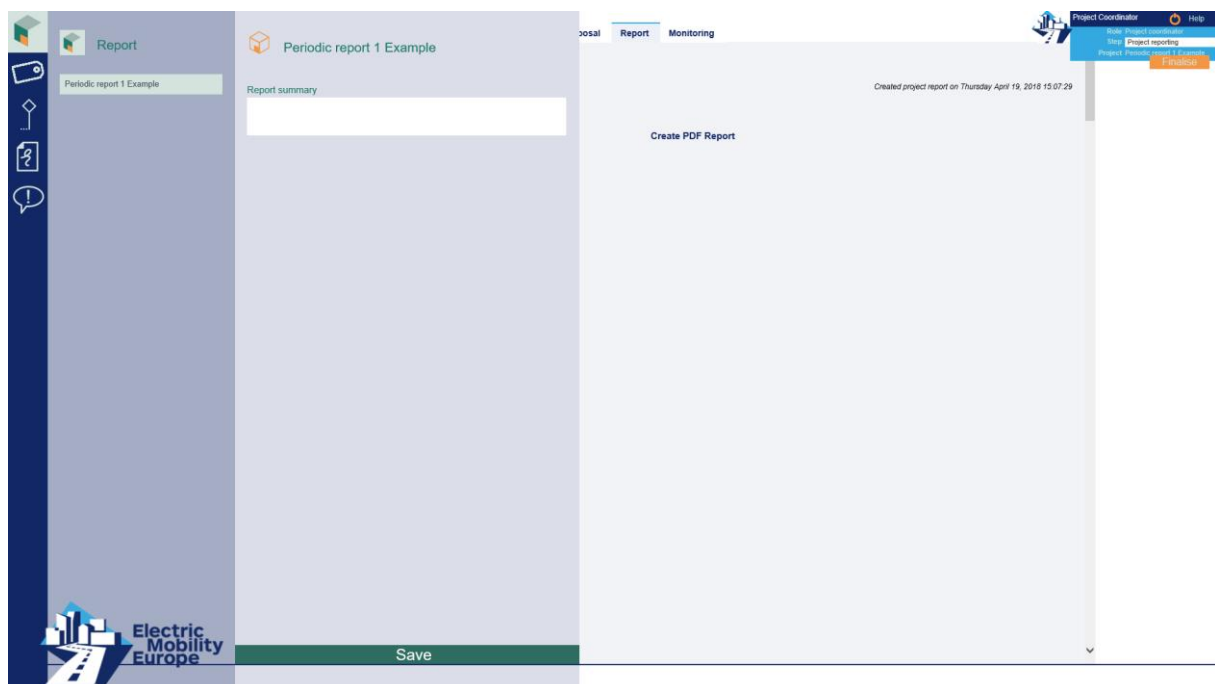 Report
Periodic report 1 Example
Periodic report 1 Example
Report summary
Save
posal Report Monitoring
Created project report on Thursday April 19, 2018 15:07:29
Create PDF Report
Project Coordinator Help
Role Project coordinator
Step Project reporting
Project Periodic report 1 Example
Finalise
Electric
Mobility
Europe